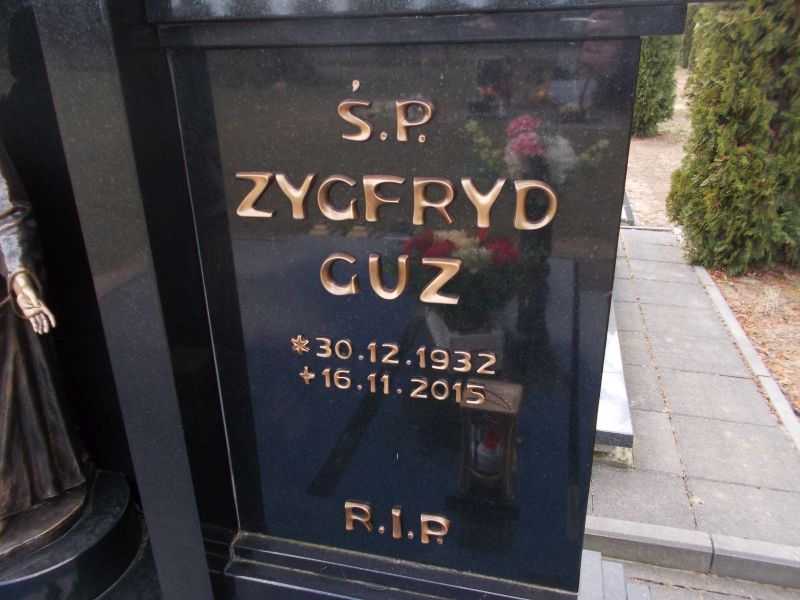 Ś.P.
ZYGFRYD
GUZ
*30.12.1932
+16.11.2015
R.I.P.